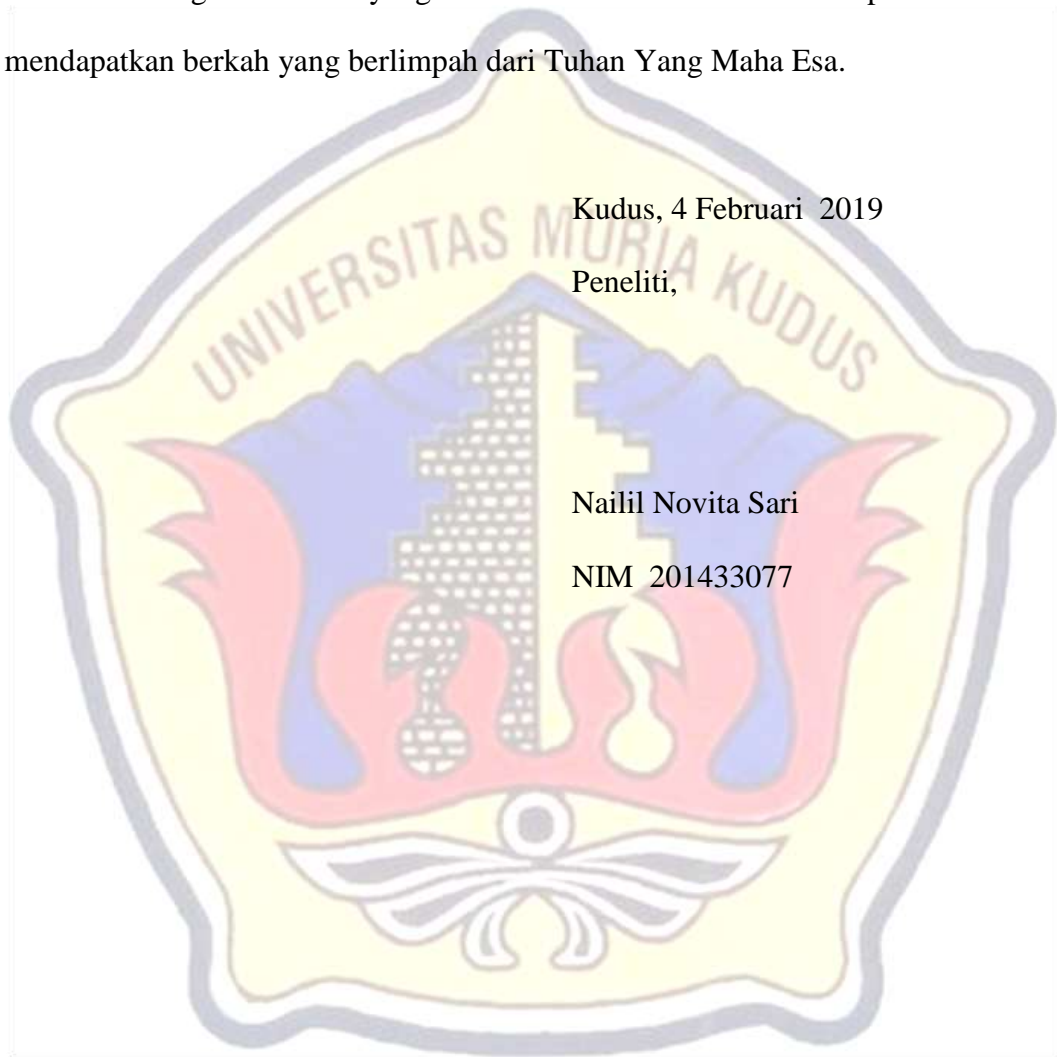 mendapatkan berkah yang berlimpah dari Tuhan Yang Maha Esa.
Kudus, 4 Februari 2019
UNIVERSITAS MURIA KUDUS
Peneliti,
Nailil Novita Sari
NIM 201433077